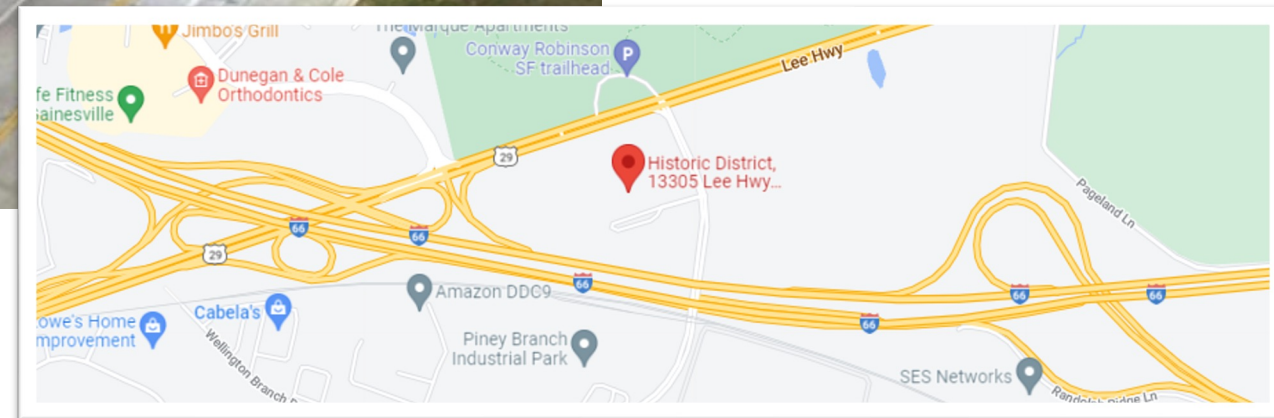 Jimbo's Grill
The Marque Apartments
Conway Robinson
SF trailhead
Lee Hwy
Dunegan & Cole
Orthodontics
fe Fitness
Gainesville
29
Historic District,
13305 Lee Hwy...
Pageland Ln
66
66
29
66
66
66
66
Amazon DDC9
Cabela's
owe's Home
mprovement
Piney Branch
Industrial Park
Wellington Branch
SES Networks
Randolph Ridge Ln